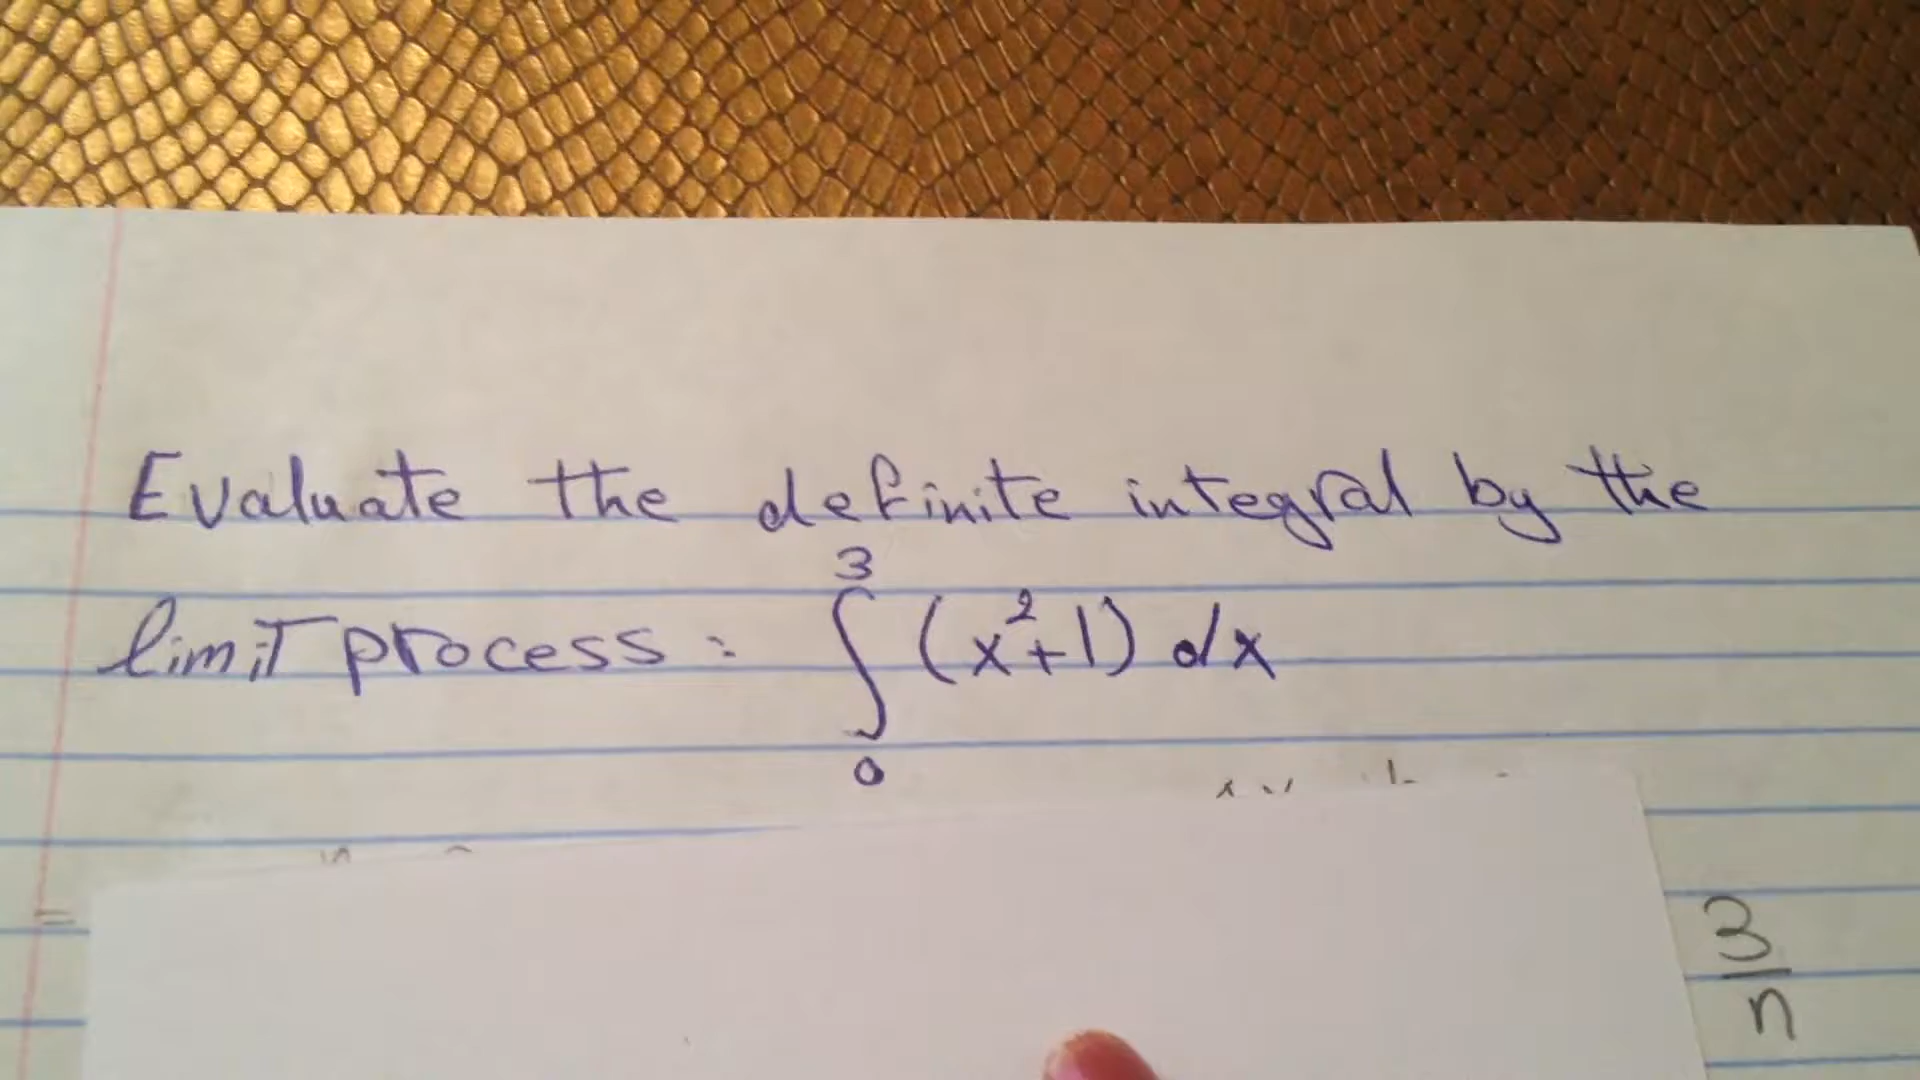 Evaluate the definite integral by the
limit process: ∫₀³ (x²+1) dx
=
3/n